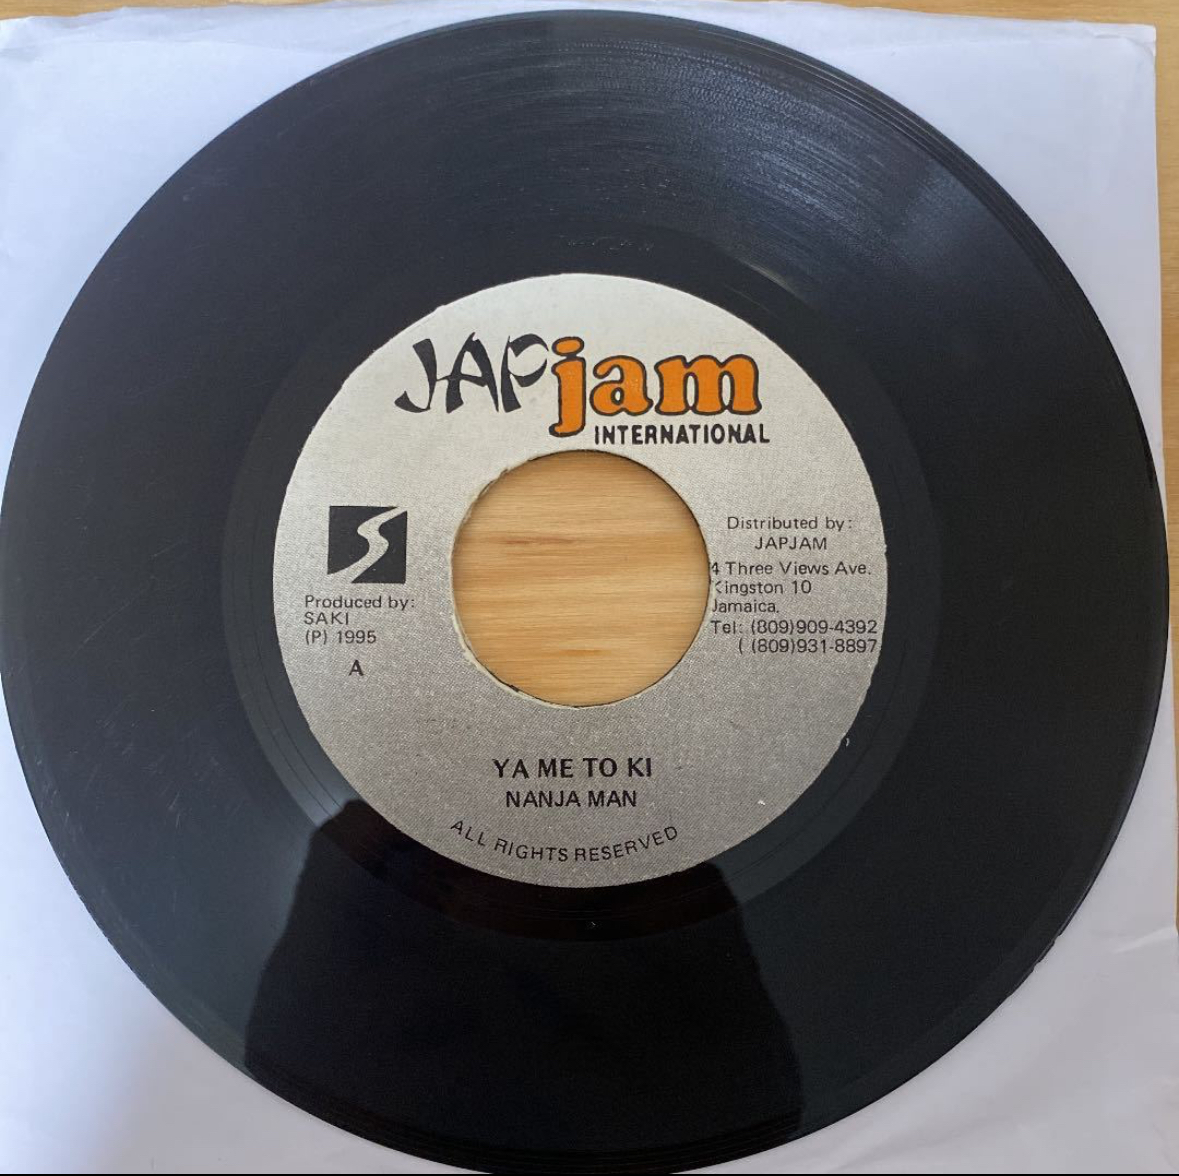 JAPjam
INTERNATIONAL
Produced by:
SAKI
(P) 1995
A
Distributed by:
JAPJAM
4 Three Views Ave.
Kingston 10
Jamaica.
Tel: (809)909-4392
( (809)931-8897
YA ME TO KI
NANJA MAN
ALL RIGHTS RESERVED